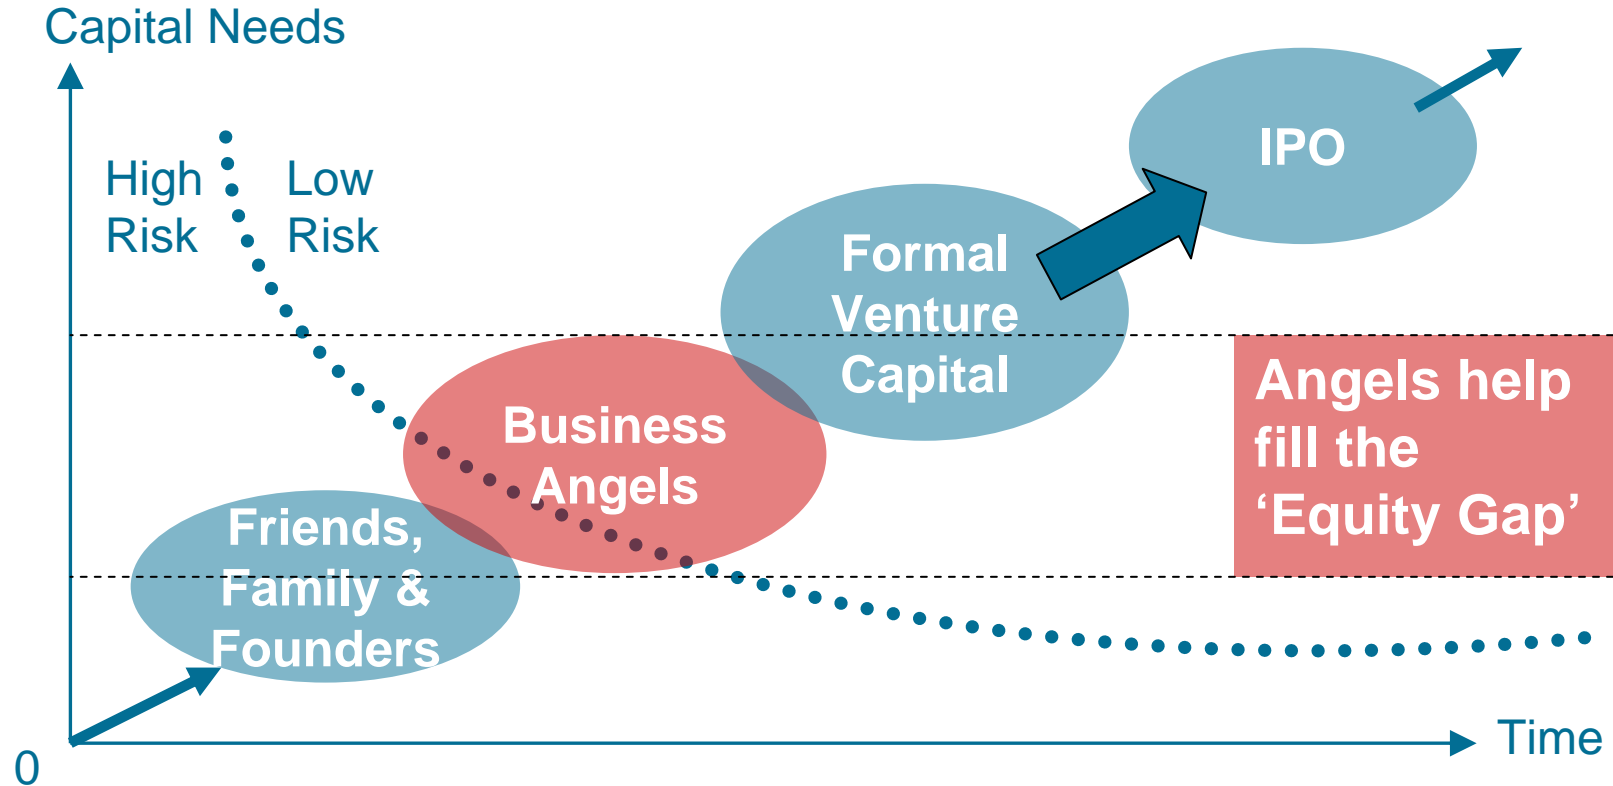 Capital Needs
High
Risk
Low
Risk
IPO
Formal
Venture
Capital
Business
Angels
Angels help
fill the
‘Equity Gap’
Friends,
Family &
Founders
Time
0